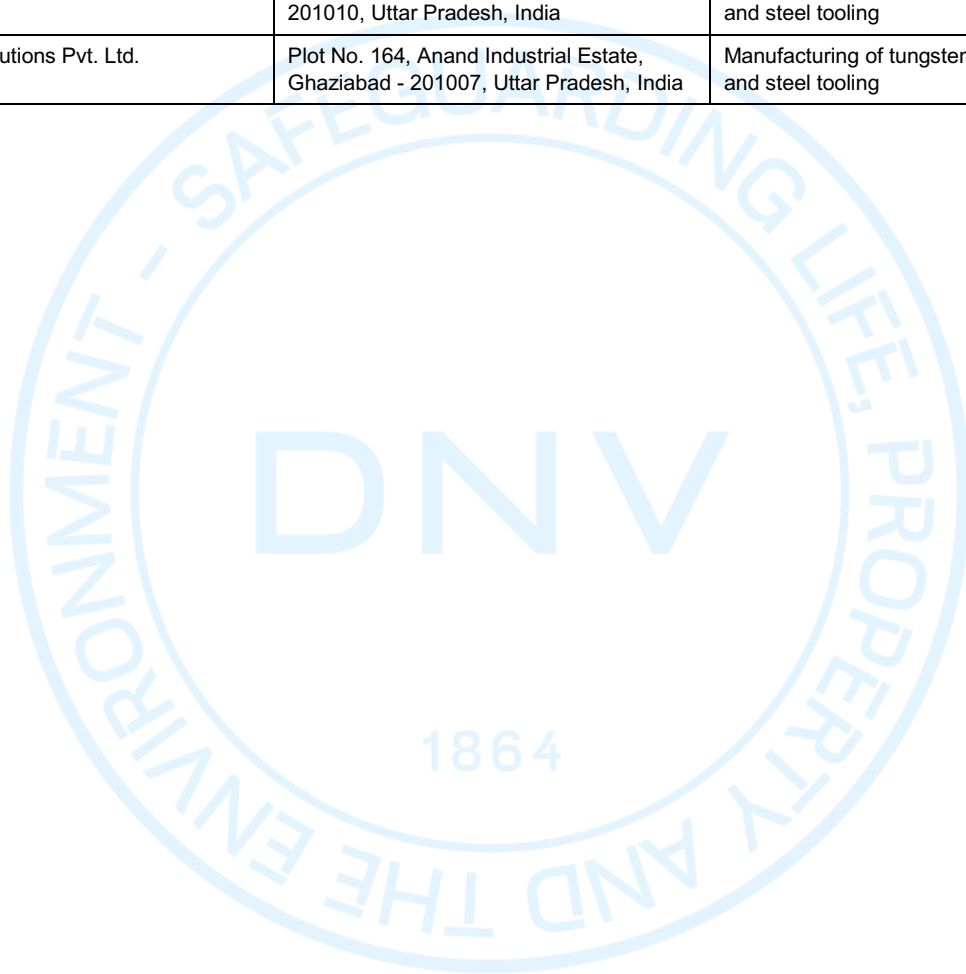 201010, Uttar Pradesh, India
and steel tooling
utions Pvt. Ltd.
Plot No. 164, Anand Industrial Estate,
Ghaziabad - 201007, Uttar Pradesh, India
Manufacturing of tungsten
and steel tooling
SAFEGUARDING LIFE, PROPERTY AND THE ENVIRONMENT -
DNV
1864